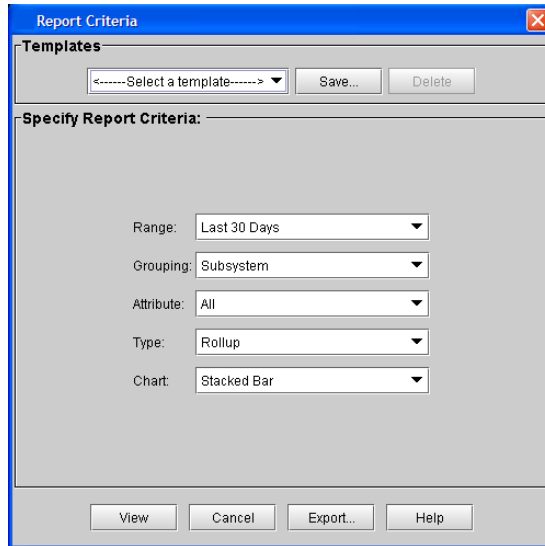 Report Criteria
Templates
<------Select a template------> Save... Delete
Specify Report Criteria:
Range: Last 30 Days
Grouping: Subsystem
Attribute: All
Type: Rollup
Chart: Stacked Bar
View Cancel Export... Help